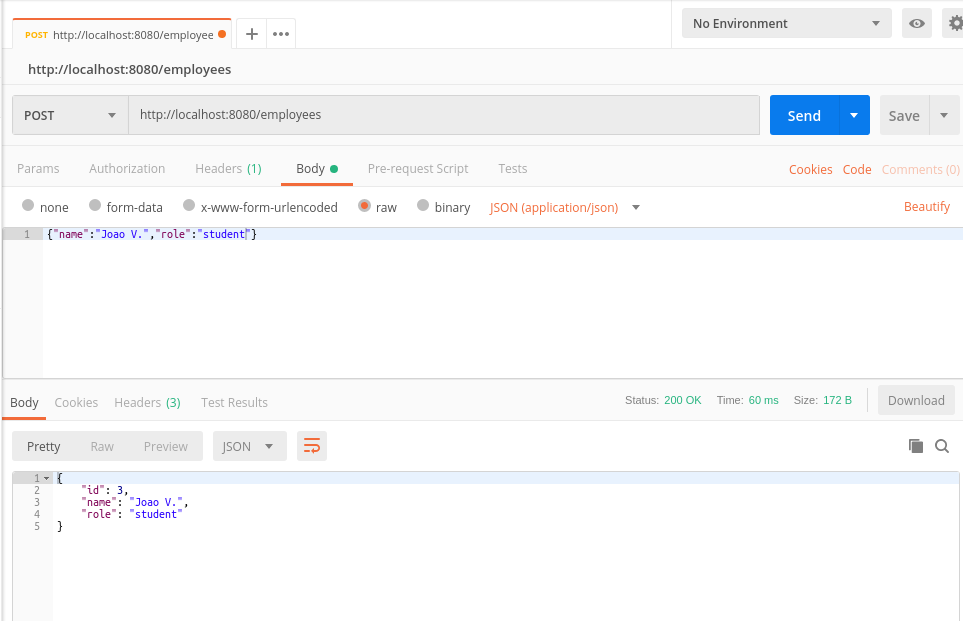 POST http://localhost:8080/employee
No Environment
http://localhost:8080/employees
POST http://localhost:8080/employees Send Save
Params Authorization Headers (1) Body Pre-request Script Tests Cookies Code Comments (0)
none form-data x-www-form-urlencoded raw binary JSON (application/json) Beautify
1 {"name":"Joao V.","role":"student"}
Body Cookies Headers (3) Test Results Status: 200 OK Time: 60 ms Size: 172 B Download
Pretty Raw Preview JSON
1 {
2 "id": 3,
3 "name": "Joao V.",
4 "role": "student"
5 }